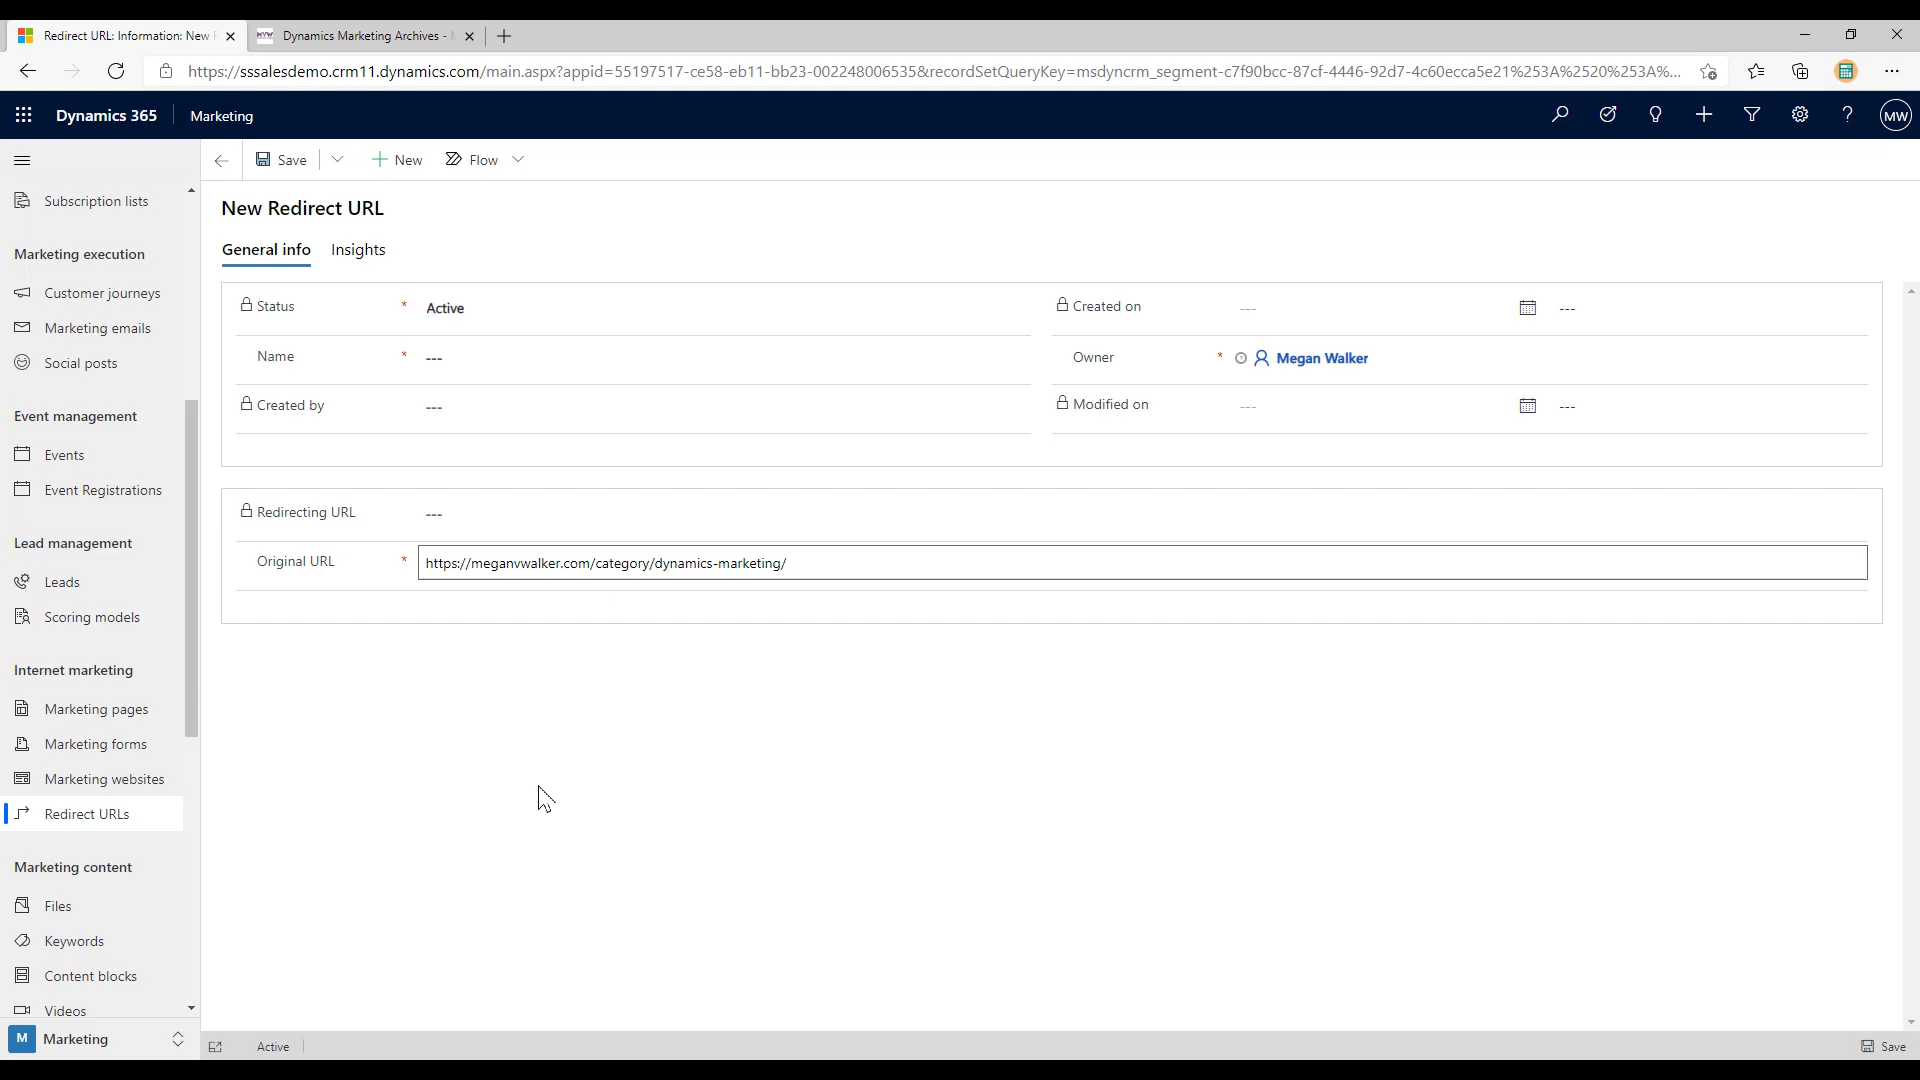 Redirect URL: Information: New
Dynamics Marketing Archives -
https://sssalesdemo.crm11.dynamics.com/main.aspx?appid=55197517-ce58-eb11-bb23-002248006535&recordSetQueryKey=msdyncrm_segment-c7f90bcc-87cf-4446-92d7-4c60ecca5e21%253A%2520%253A%...
Dynamics 365 Marketing
MW
Save New Flow
Subscription lists
Marketing execution
Customer journeys
Marketing emails
Social posts
Event management
Events
Event Registrations
Lead management
Leads
Scoring models
Internet marketing
Marketing pages
Marketing forms
Marketing websites
Redirect URLs
Marketing content
Files
Keywords
Content blocks
Videos
M Marketing
New Redirect URL
General info Insights
Status * Active
Name * ---
Created by ---
Created on --- ---
Owner * Megan Walker
Modified on --- ---
Redirecting URL ---
Original URL * https://meganvwalker.com/category/dynamics-marketing/
Active
Save